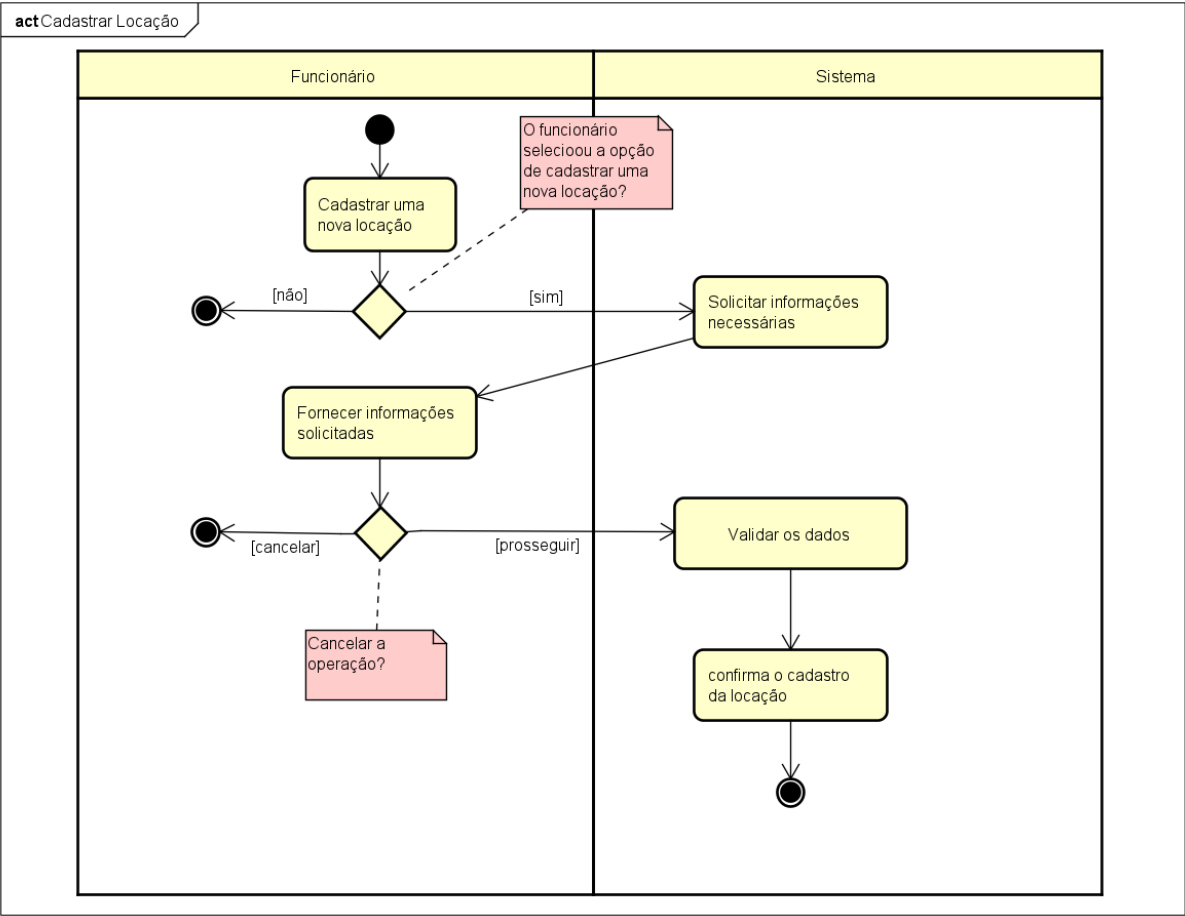 act Cadastrar Locação
Funcionário
Sistema
O funcionário
selecioou a opção
de cadastrar uma
nova locação?
Cadastrar uma
nova locação
[não]
[sim]
Solicitar informações
necessárias
Fornecer informações
solicitadas
[cancelar]
[prosseguir]
Validar os dados
Cancelar a
operação?
confirma o cadastro
da locação